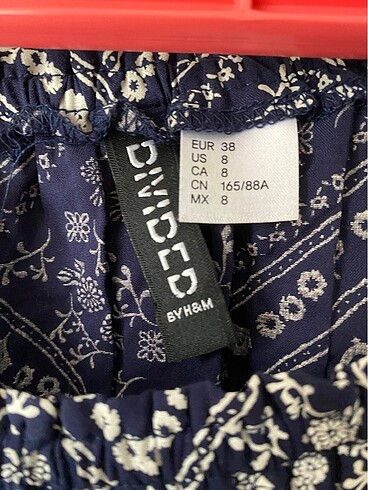 EUR 38
US 8
CA 8
CN 165/88A
MX 8
DIVIDED
BY H&M